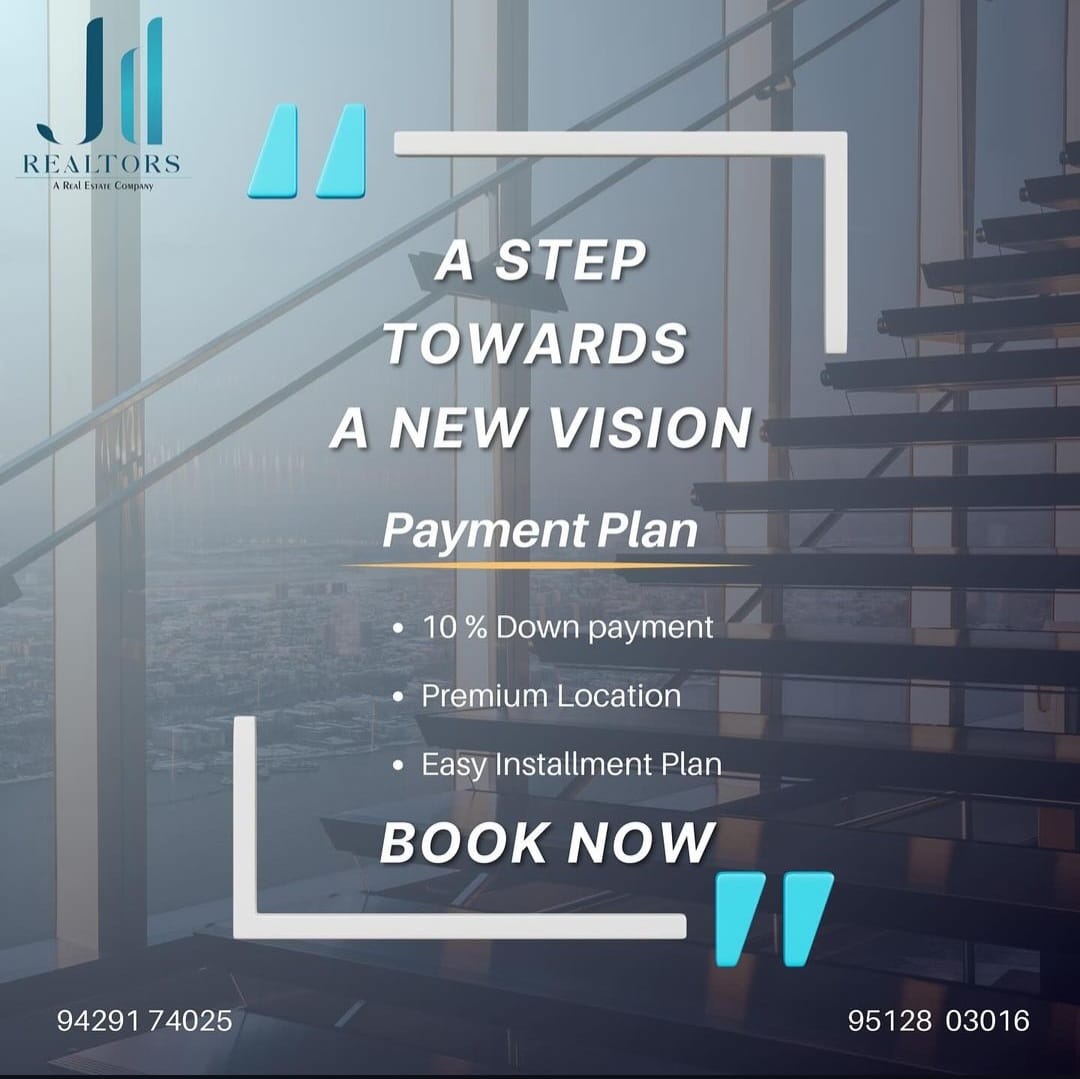 Jd
REALTORS
A REAL ESTATE COMPANY
A STEP
TOWARDS
A NEW VISION
Payment Plan
• 10 % Down payment
• Premium Location
• Easy Installment Plan
BOOK NOW
94291 74025
95128 03016